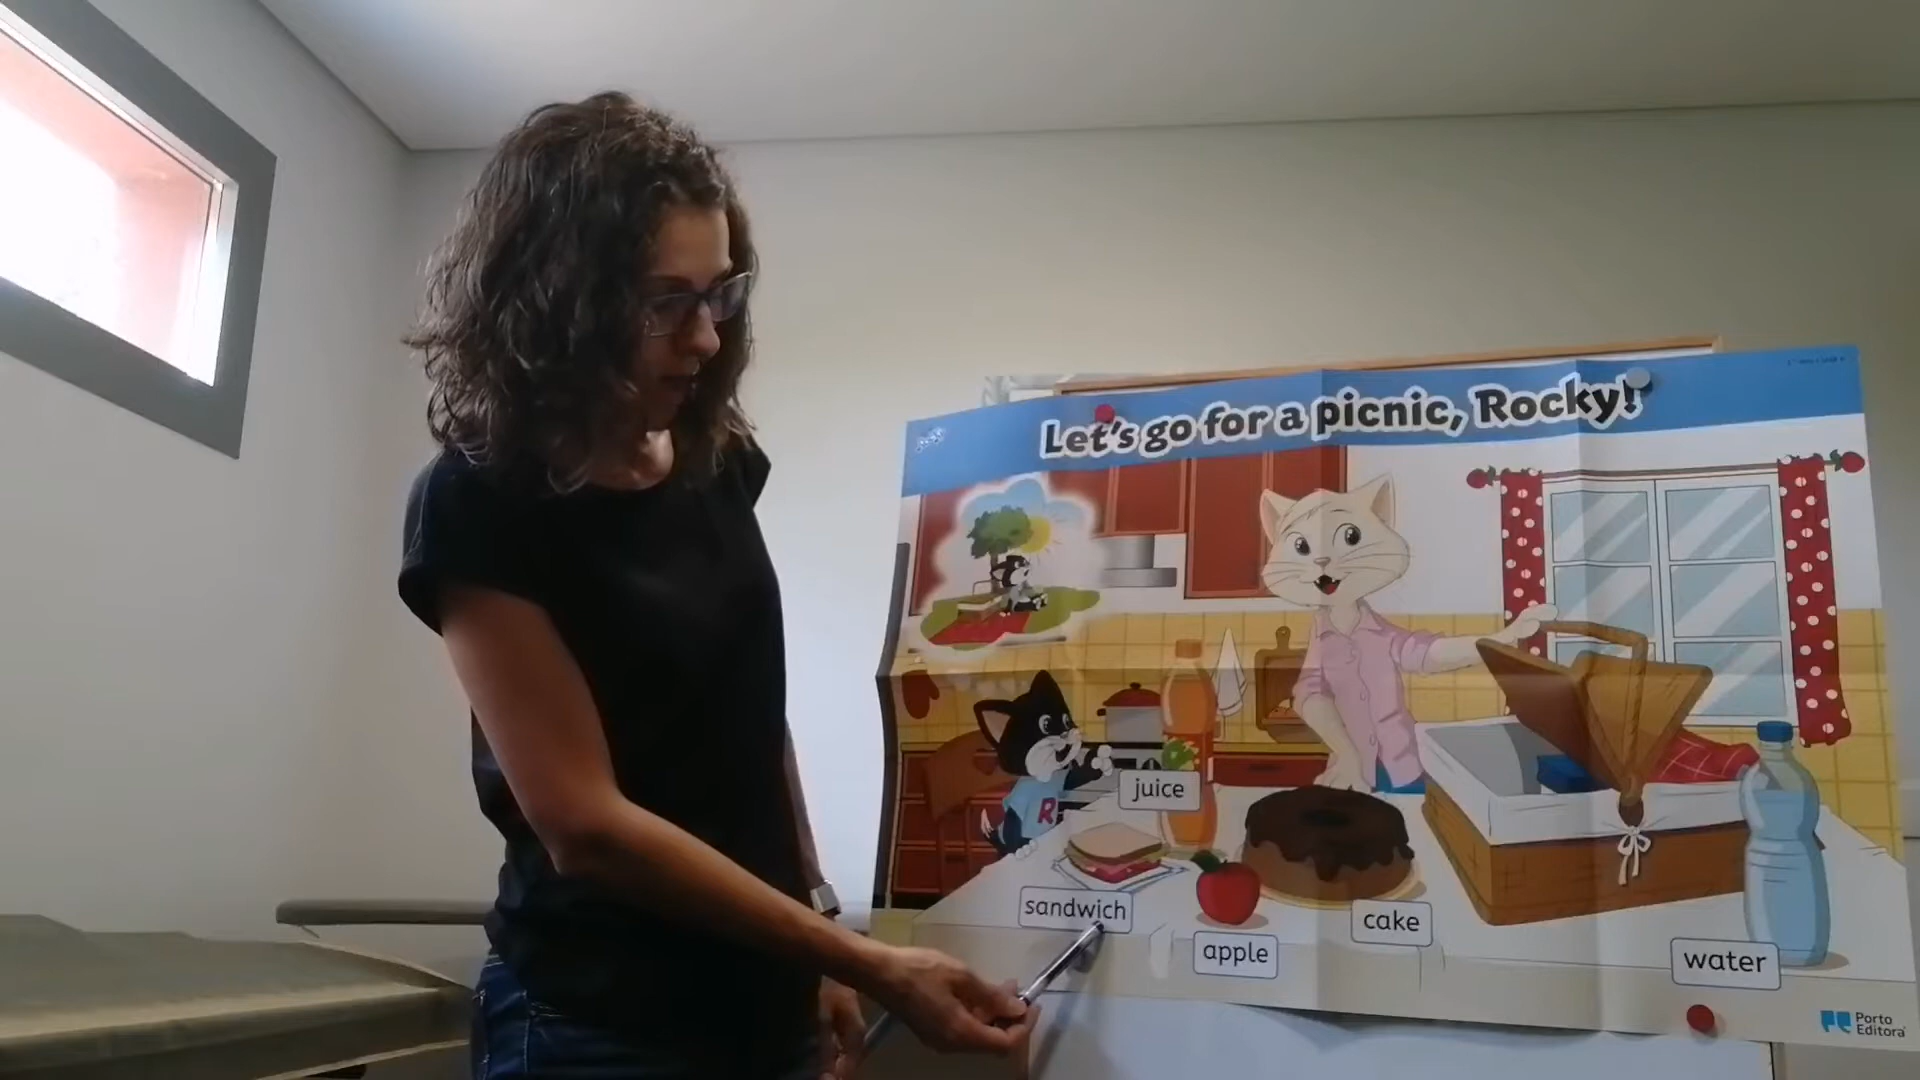 Let's go for a picnic, Rocky!
R
juice
sandwich
apple
cake
water
Porto
Editora